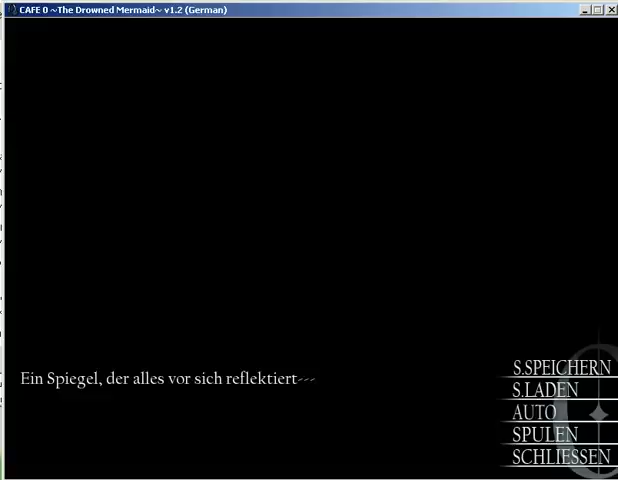 CAFE 0 ~The Drowned Mermaid~ v1.2 (German)
Ein Spiegel, der alles vor sich reflektiert---
S.SPEICHERN
S.LADEN
AUTO
SPULEN
SCHLIESSEN